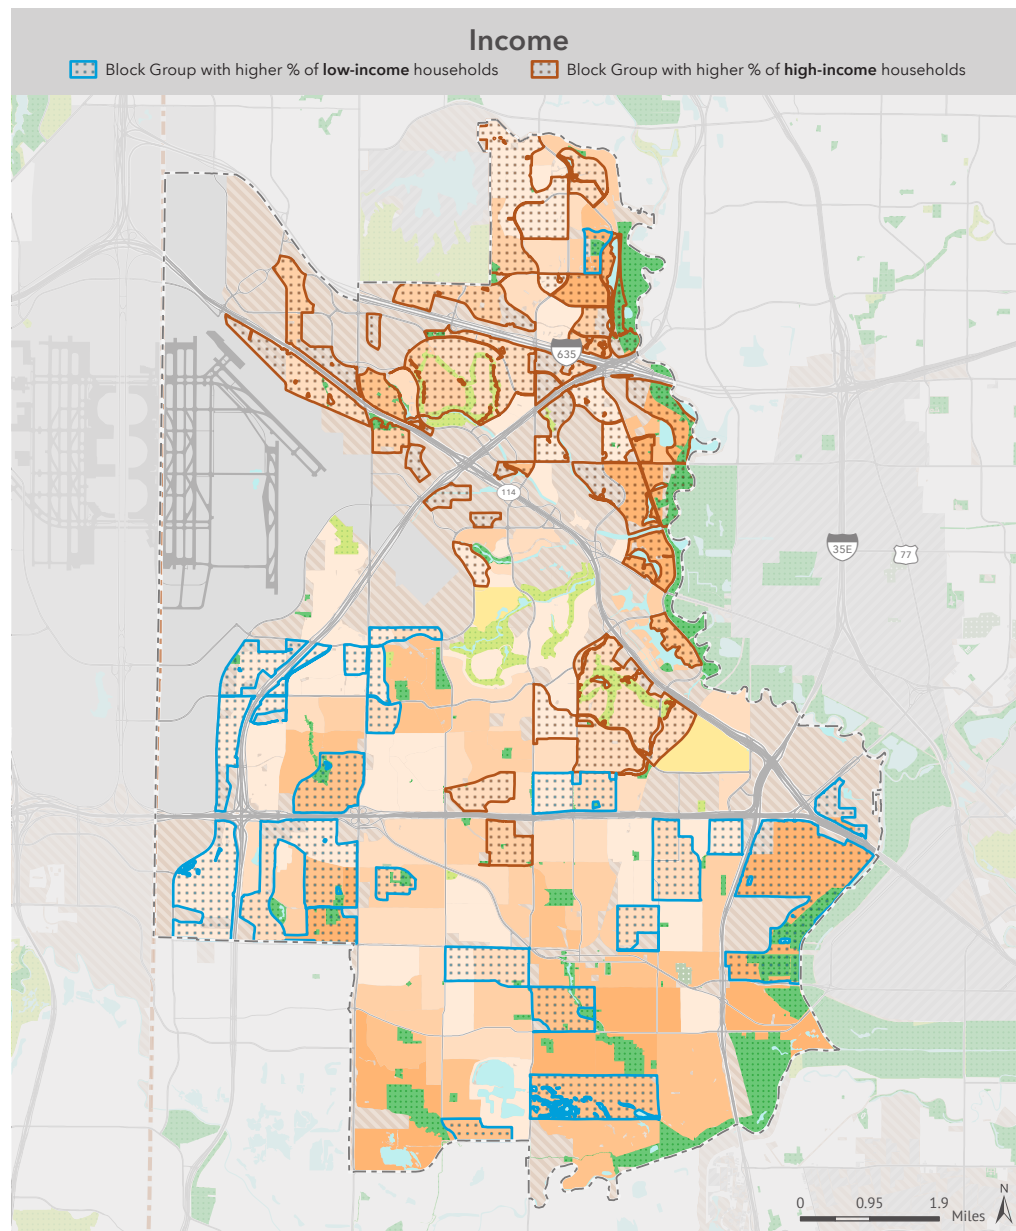 Income
Block Group with higher % of low-income households
Block Group with higher % of high-income households
635
114
35E
77
N
0 0.95 1.9
Miles